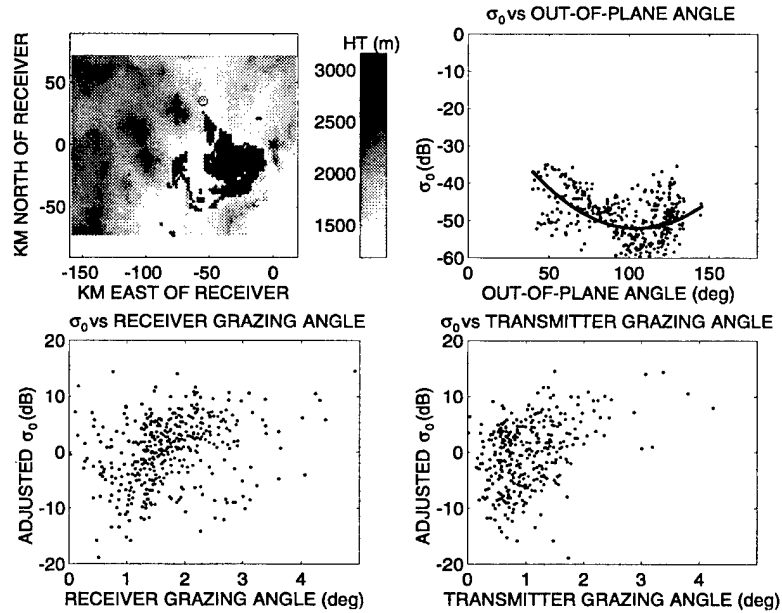 HT (m)
3000
2500
2000
1500
50
0
-50
KM NORTH OF RECEIVER
-150 -100 -50 0
KM EAST OF RECEIVER
σ₀ vs OUT-OF-PLANE ANGLE
0
-20
-40
-60
σ₀ (dB)
0 50 100 150
OUT-OF-PLANE ANGLE (deg)
σ₀ vs RECEIVER GRAZING ANGLE
20
10
0
-10
-20
ADJUSTED σ₀ (dB)
0 1 2 3 4
RECEIVER GRAZING ANGLE (deg)
σ₀ vs TRANSMITTER GRAZING ANGLE
20
10
0
-10
-20
ADJUSTED σ₀ (dB)
0 1 2 3 4
TRANSMITTER GRAZING ANGLE (deg)